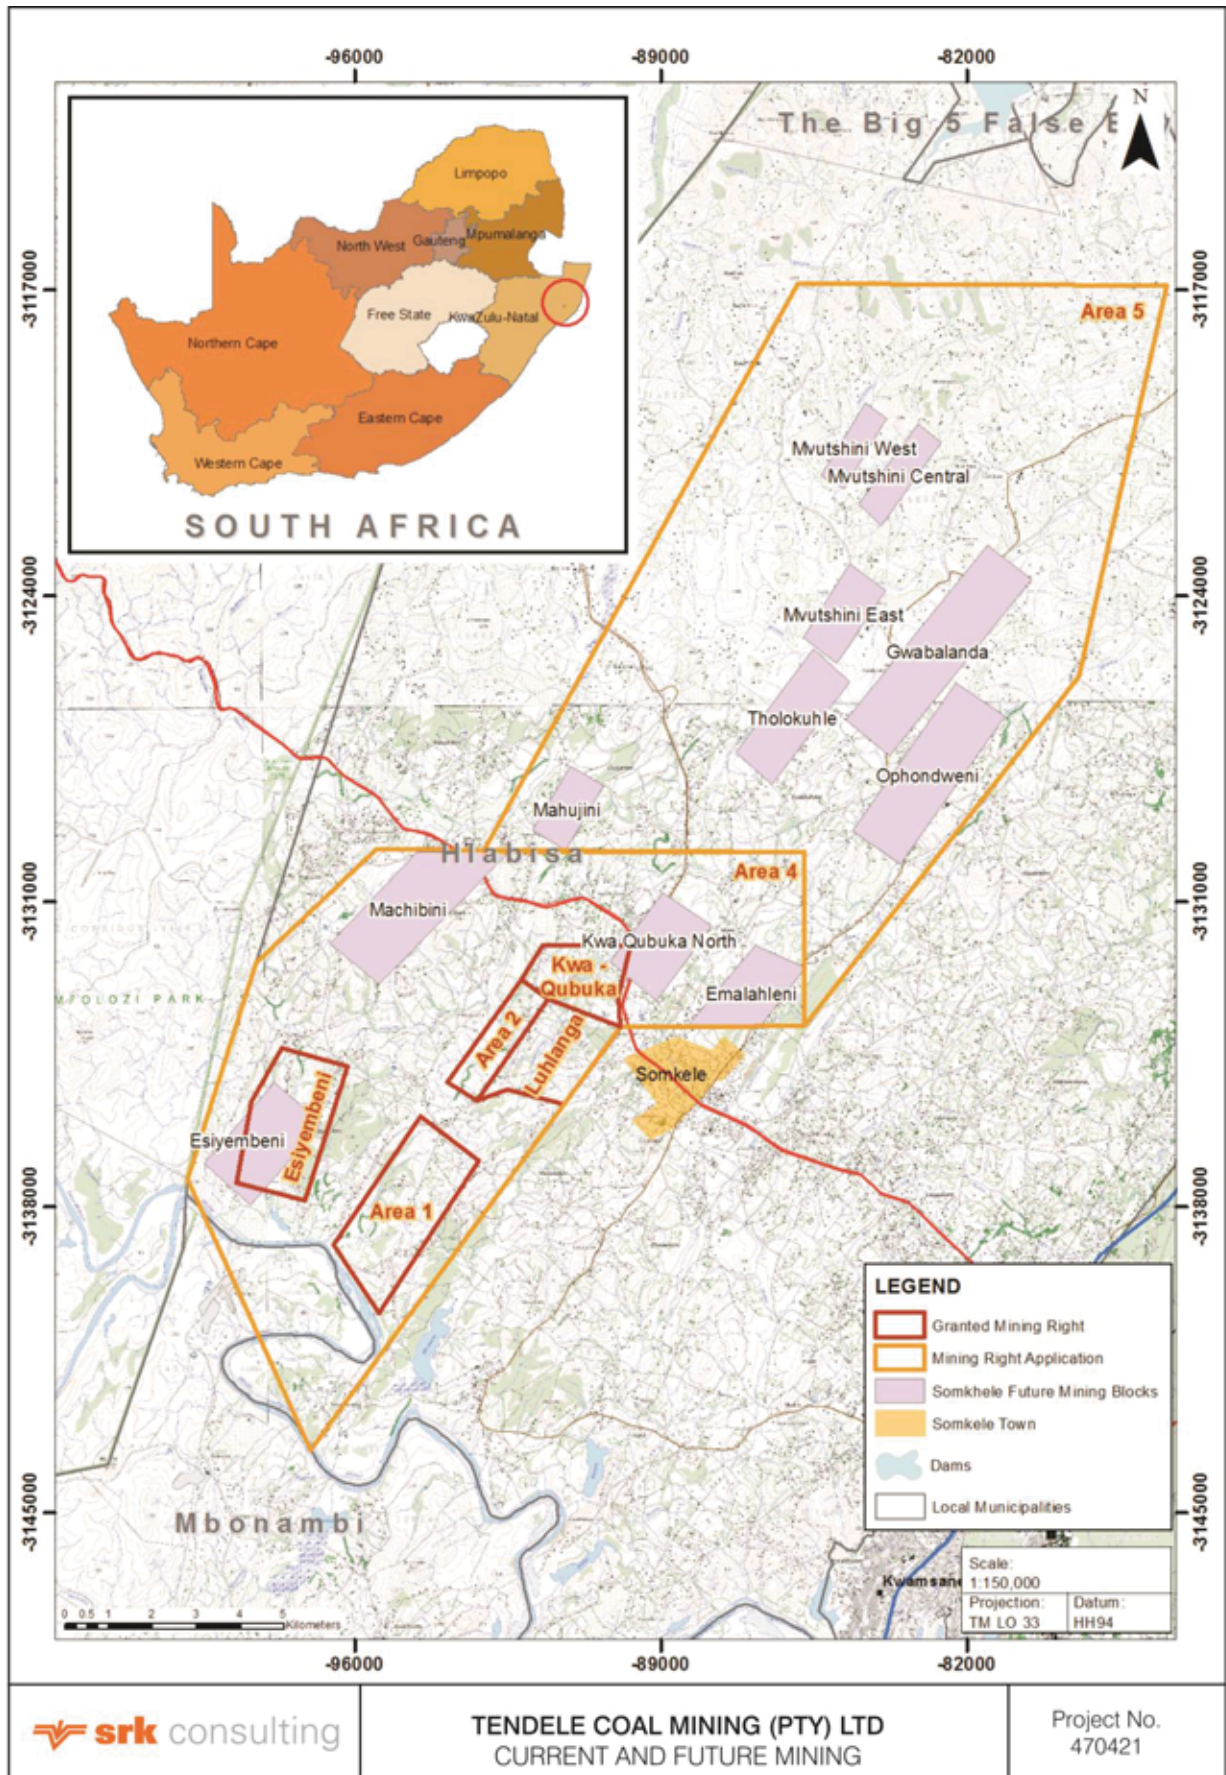 -96000
-89000
-82000
The Big 5 False B
N
Limpopo
North West
Gauteng
Mpumalanga
Free State
KwaZulu-Natal
Northern Cape
Eastern Cape
Western Cape
SOUTH AFRICA
-3117000
-3117000
Area 5
Mvutshini West
Mvutshini Central
-3124000
-3124000
Mvutshini East
Gwabalanda
Tholokuhle
Ophondweni
Mahujini
Hlabisa
Area 4
-3131000
-3131000
Machibini
Kwa Qubuka North
Kwa -
Qubuka
Emalahleni
PARK
Area 2
Luhlanga
Somkele
Esiyembeni
Esiyembeni
Area 1
-3138000
-3138000
LEGEND
Granted Mining Right
Mining Right Application
Somkhele Future Mining Blocks
Somkele Town
Dams
Local Municipalities
-3145000
-3145000
Mbonambi
Kwamsane
Scale:
1:150,000
Projection:
TM LO 33
Datum:
HH94
0 0.5 1 2 3 4 5
Kilometers
-96000
-89000
-82000
srk consulting
TENDELE COAL MINING (PTY) LTD
CURRENT AND FUTURE MINING
Project No.
470421